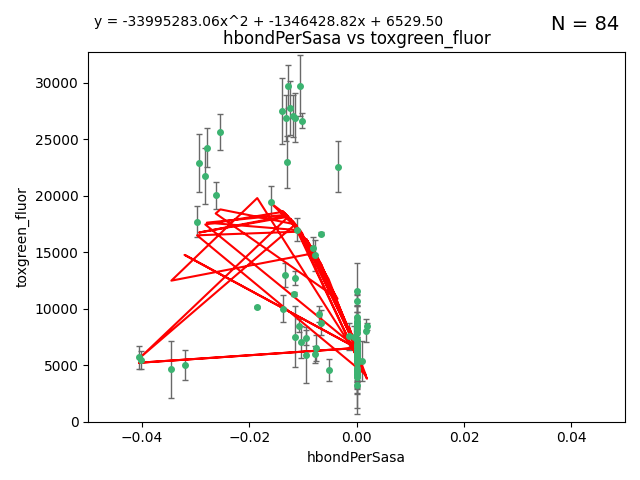 y = -33995283.06x^2 + -1346428.82x + 6529.50
N = 84
hbondPerSasa vs toxgreen_fluor
30000
25000
20000
15000
10000
5000
0
toxgreen_fluor
−0.04
−0.02
0.00
0.02
0.04
hbondPerSasa